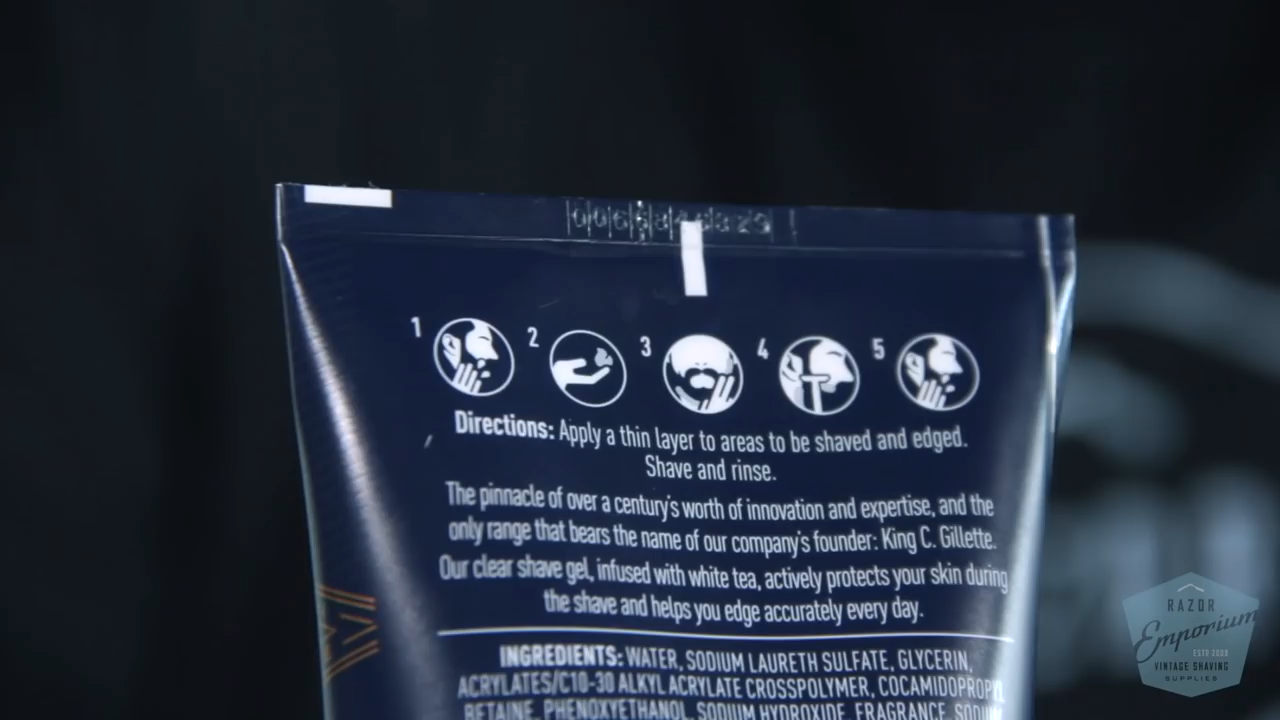 1 2 3 4 5
Directions: Apply a thin layer to areas to be shaved and edged.
Shave and rinse.
The pinnacle of over a century's worth of innovation and expertise, and the
only range that bears the name of our company's founder: King C. Gillette.
Our clear shave gel, infused with white tea, actively protects your skin during
the shave and helps you edge accurately every day.
INGREDIENTS: WATER, SODIUM LAURETH SULFATE, GLYCERIN,
ACRYLATES/C10-30 ALKYL ACRYLATE CROSSPOLYMER, COCAMIDOPROPYL
BETAINE, PHENOXYETHANOL, SODIUM HYDROXIDE, FRAGRANCE,
RAZOR
Emporium
ESTD 2009
VINTAGE SHAVING
SUPPLIES